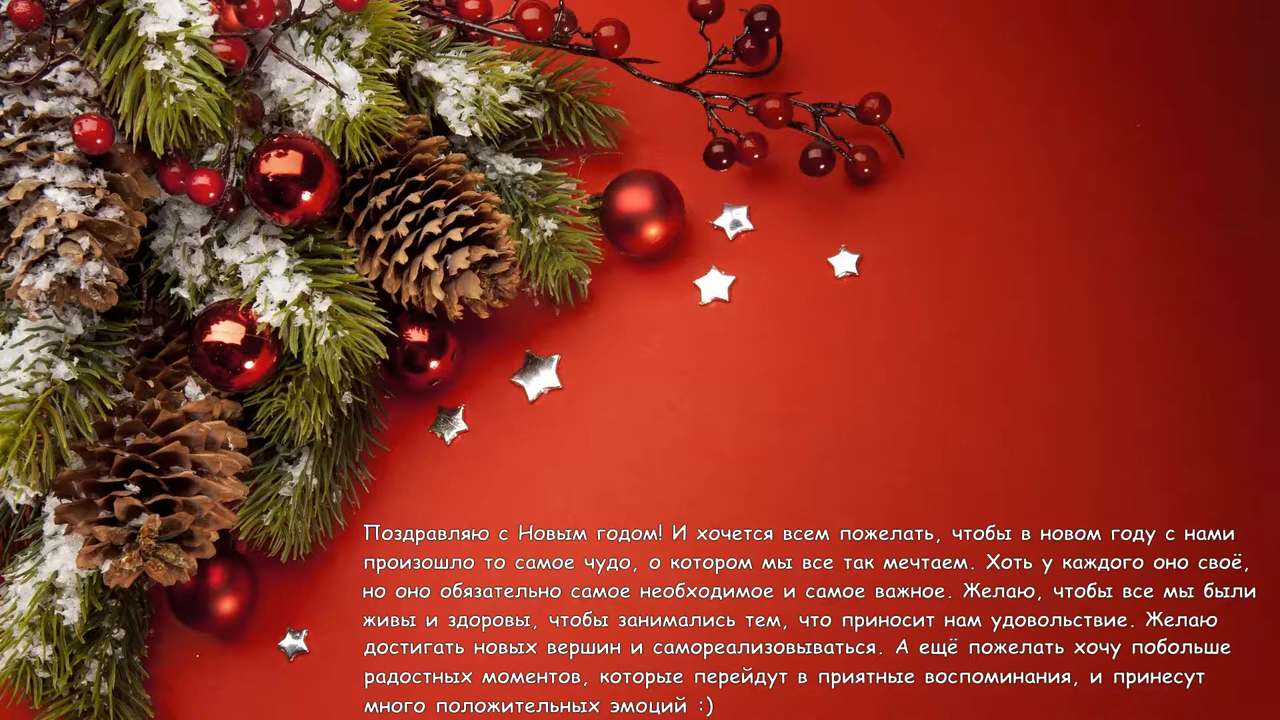 Поздравляю с Новым годом! И хочется всем пожелать, чтобы в новом году с нами
произошло то самое чудо, о котором мы все так мечтаем. Хоть у каждого оно своё,
но оно обязательно самое необходимое и самое важное. Желаю, чтобы все мы были
живы и здоровы, чтобы занимались тем, что приносит нам удовольствие. Желаю
достигать новых вершин и самореализовываться. А ещё пожелать хочу побольше
радостных моментов, которые перейдут в приятные воспоминания, и принесут
много положительных эмоций :)